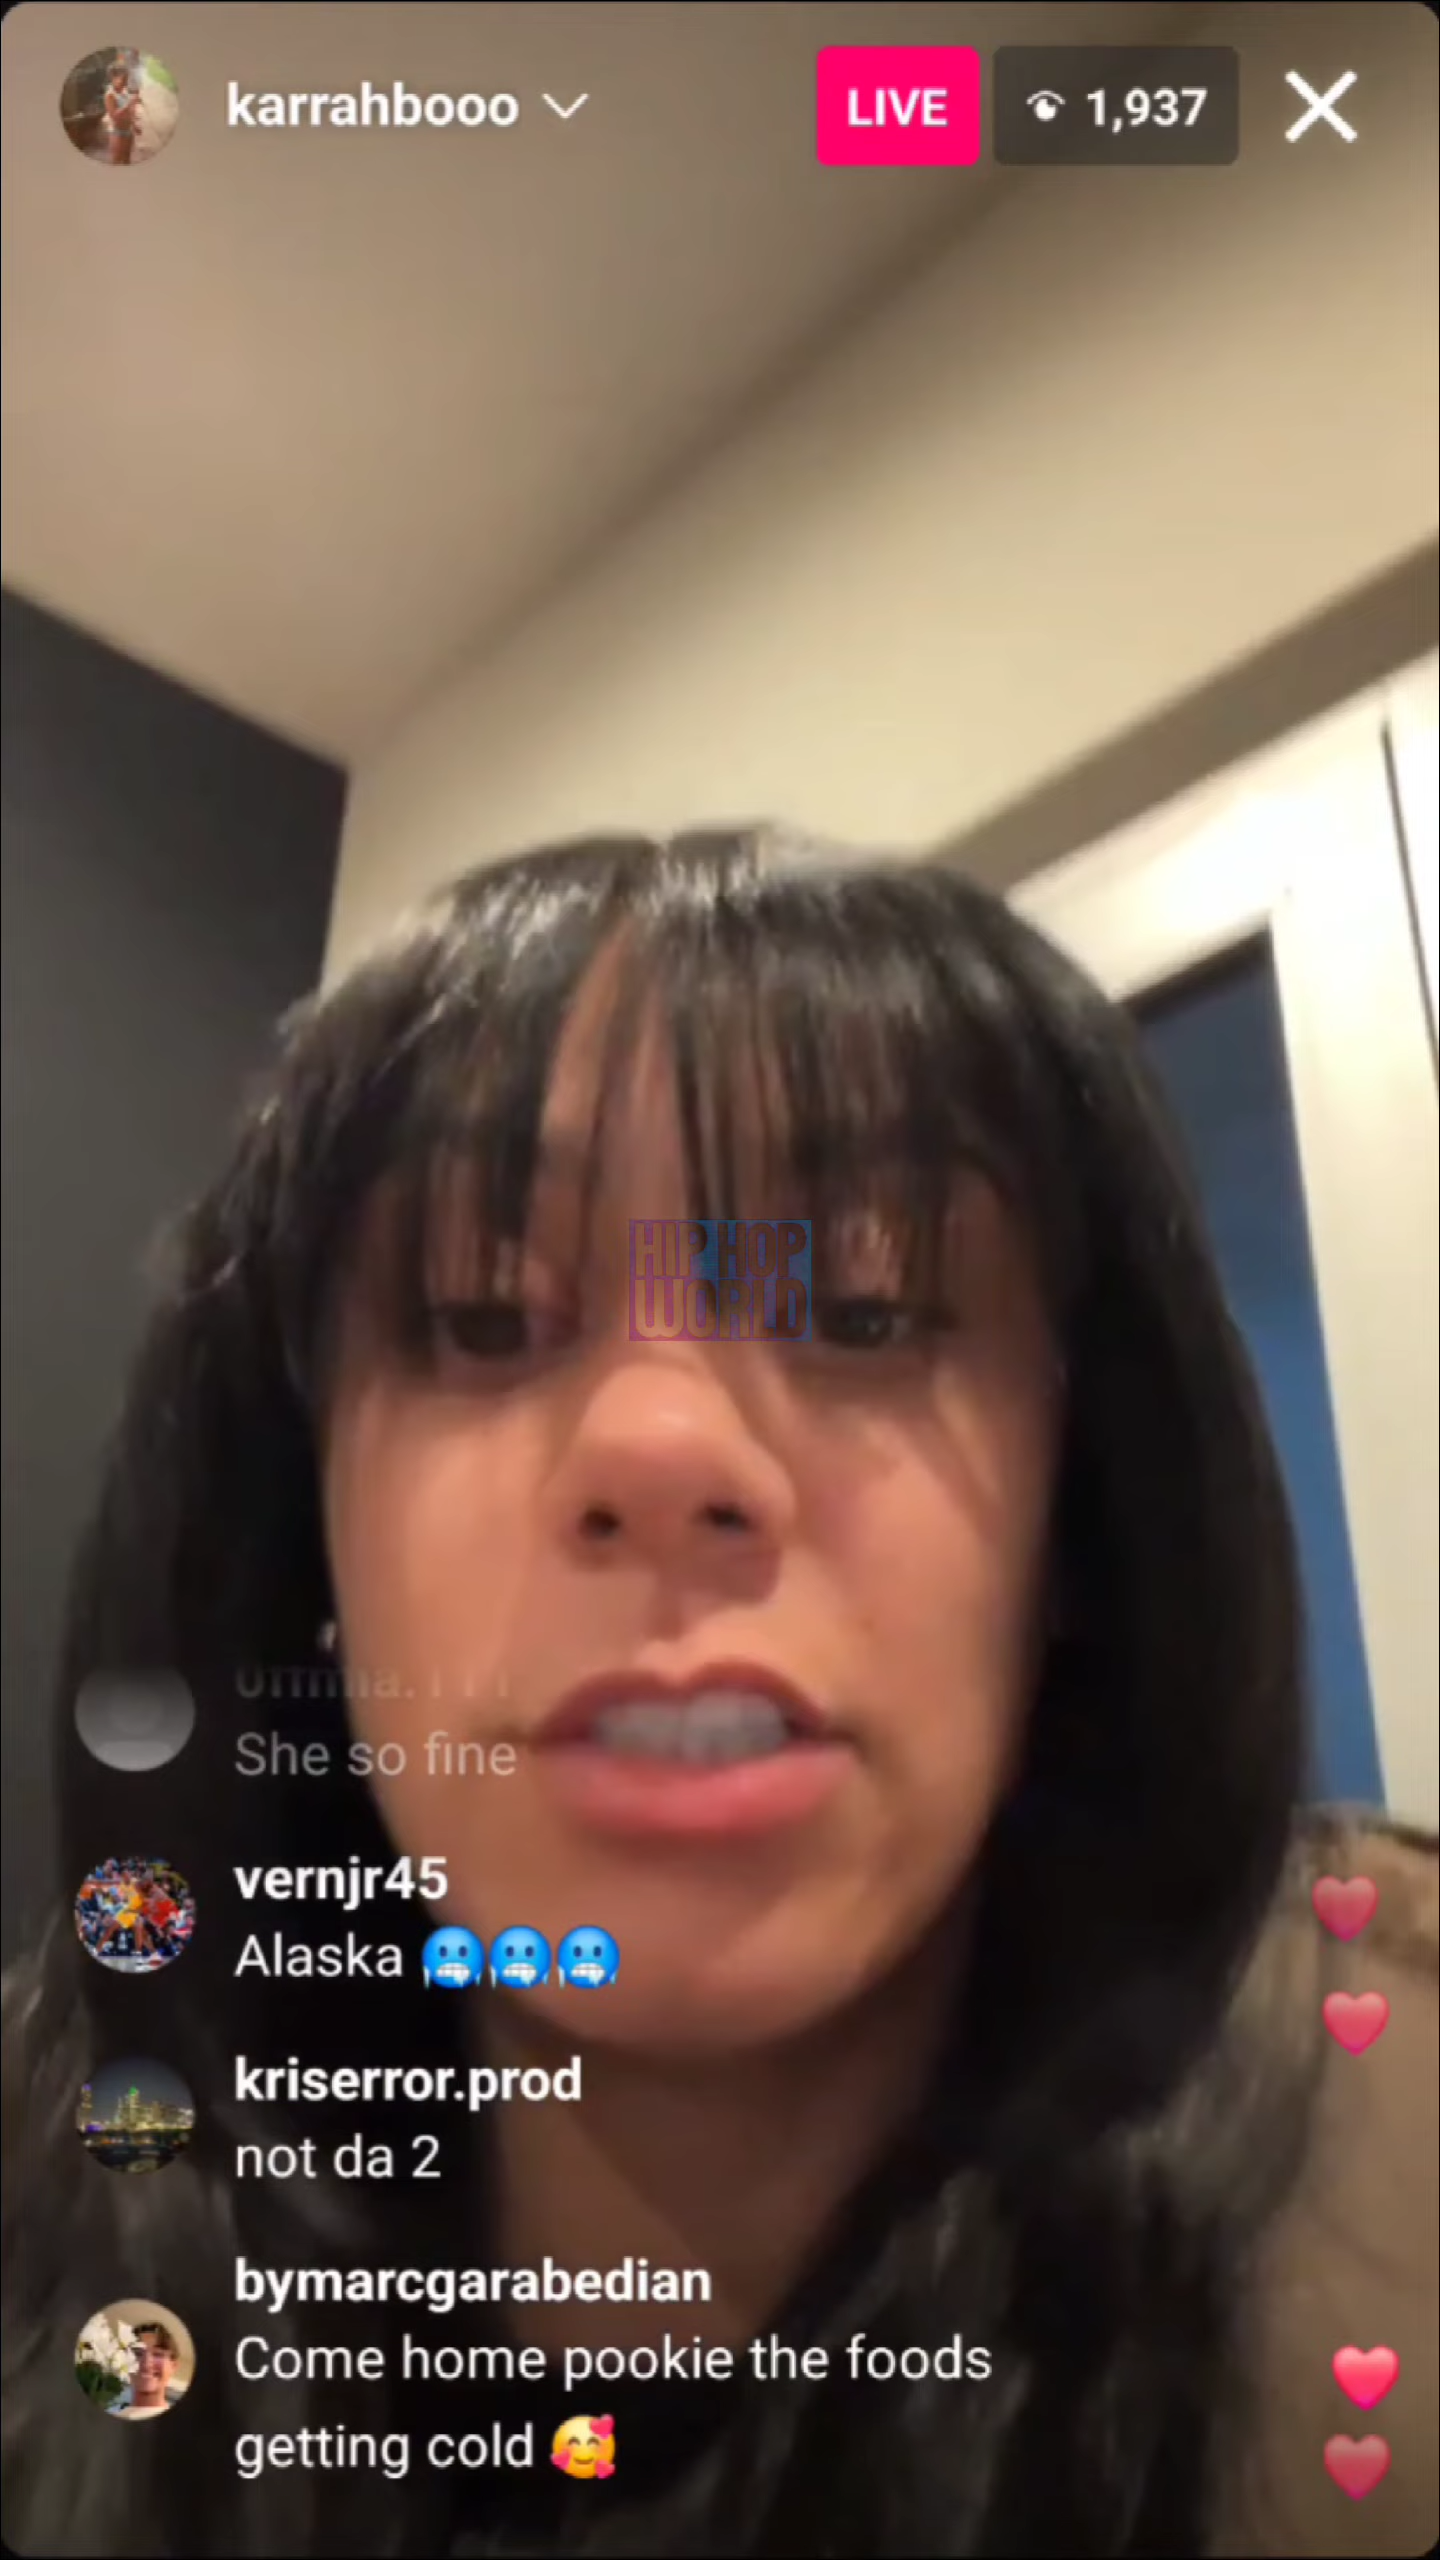 karrahbooo
LIVE
1,937
HIP HOP
WORLD
She so fine
vernjr45
Alaska 🥶🥶🥶
kriserror.prod
not da 2
bymarcgarabedian
Come home pookie the foods
getting cold 🥰